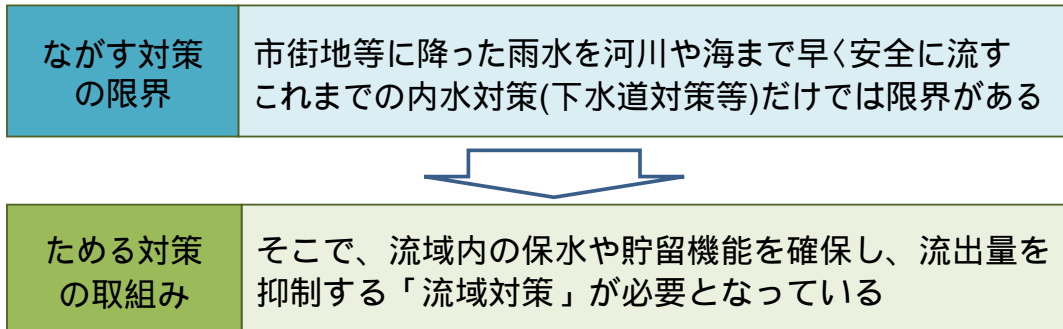 ながす対策
の限界
市街地等に降った雨水を河川や海まで早く安全に流す
これまでの内水対策(下水道対策等)だけでは限界がある
ためる対策
の取組み
そこで、流域内の保水や貯留機能を確保し、流出量を
抑制する「流域対策」が必要となっている